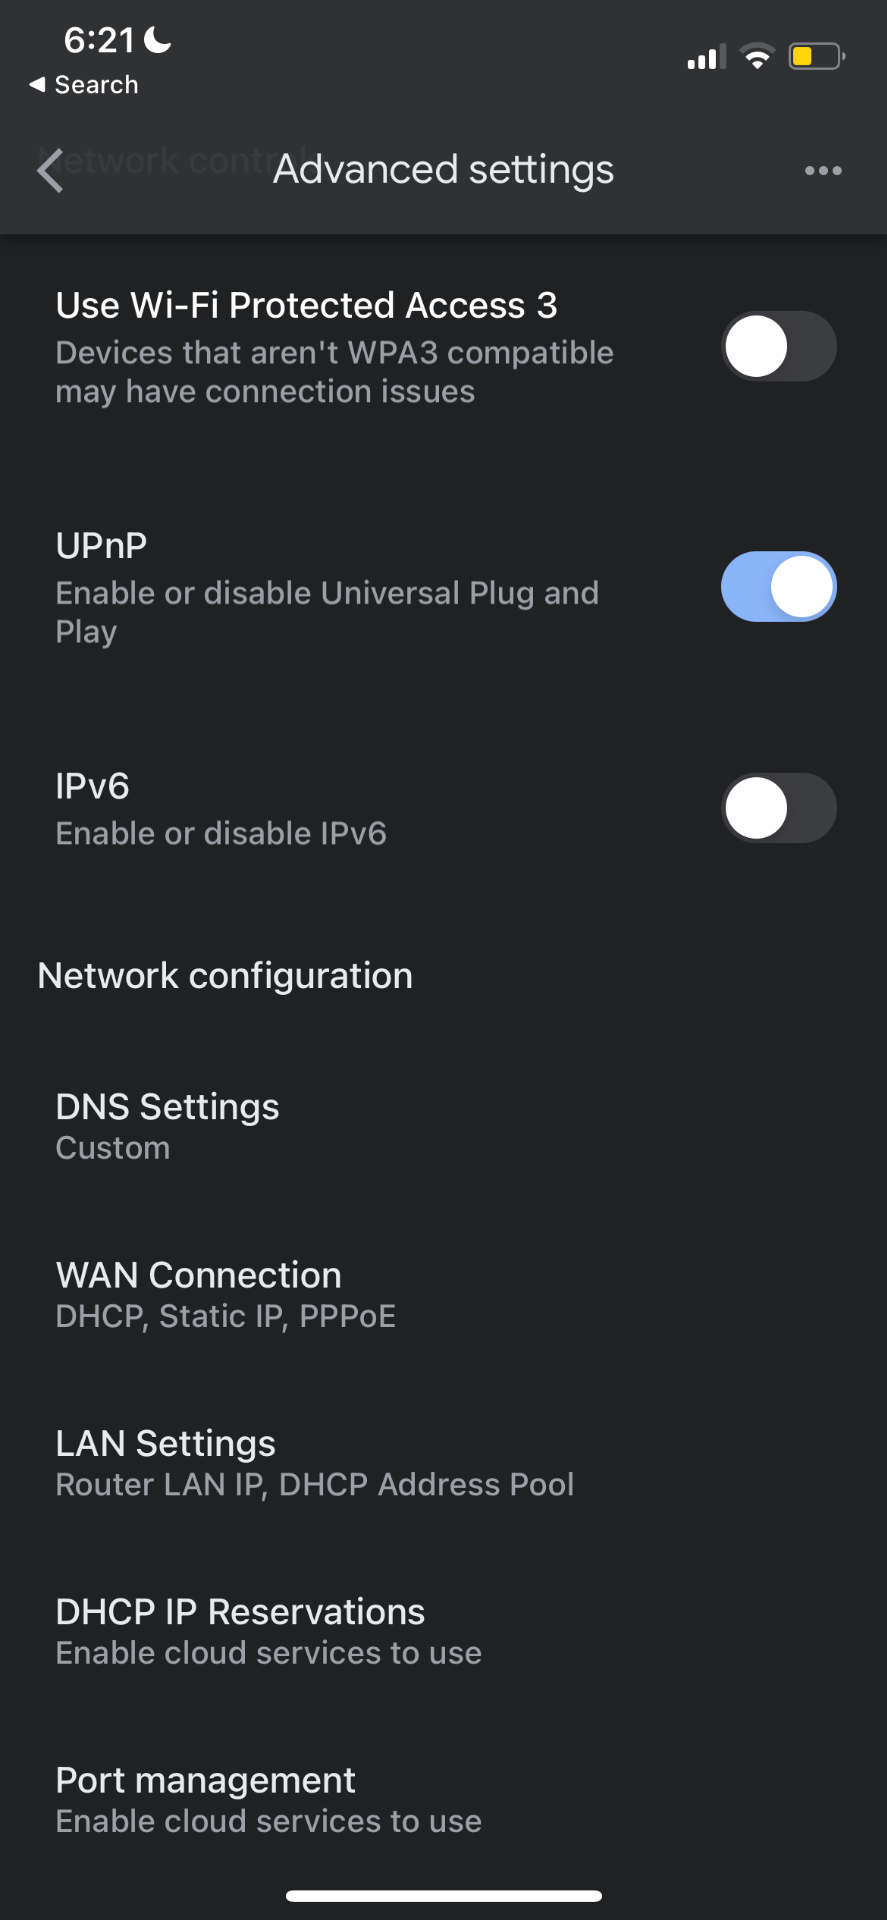 6:21
Search
Network control
Advanced settings
Use Wi-Fi Protected Access 3
Devices that aren't WPA3 compatible
may have connection issues
UPnP
Enable or disable Universal Plug and
Play
IPv6
Enable or disable IPv6
Network configuration
DNS Settings
Custom
WAN Connection
DHCP, Static IP, PPPoE
LAN Settings
Router LAN IP, DHCP Address Pool
DHCP IP Reservations
Enable cloud services to use
Port management
Enable cloud services to use